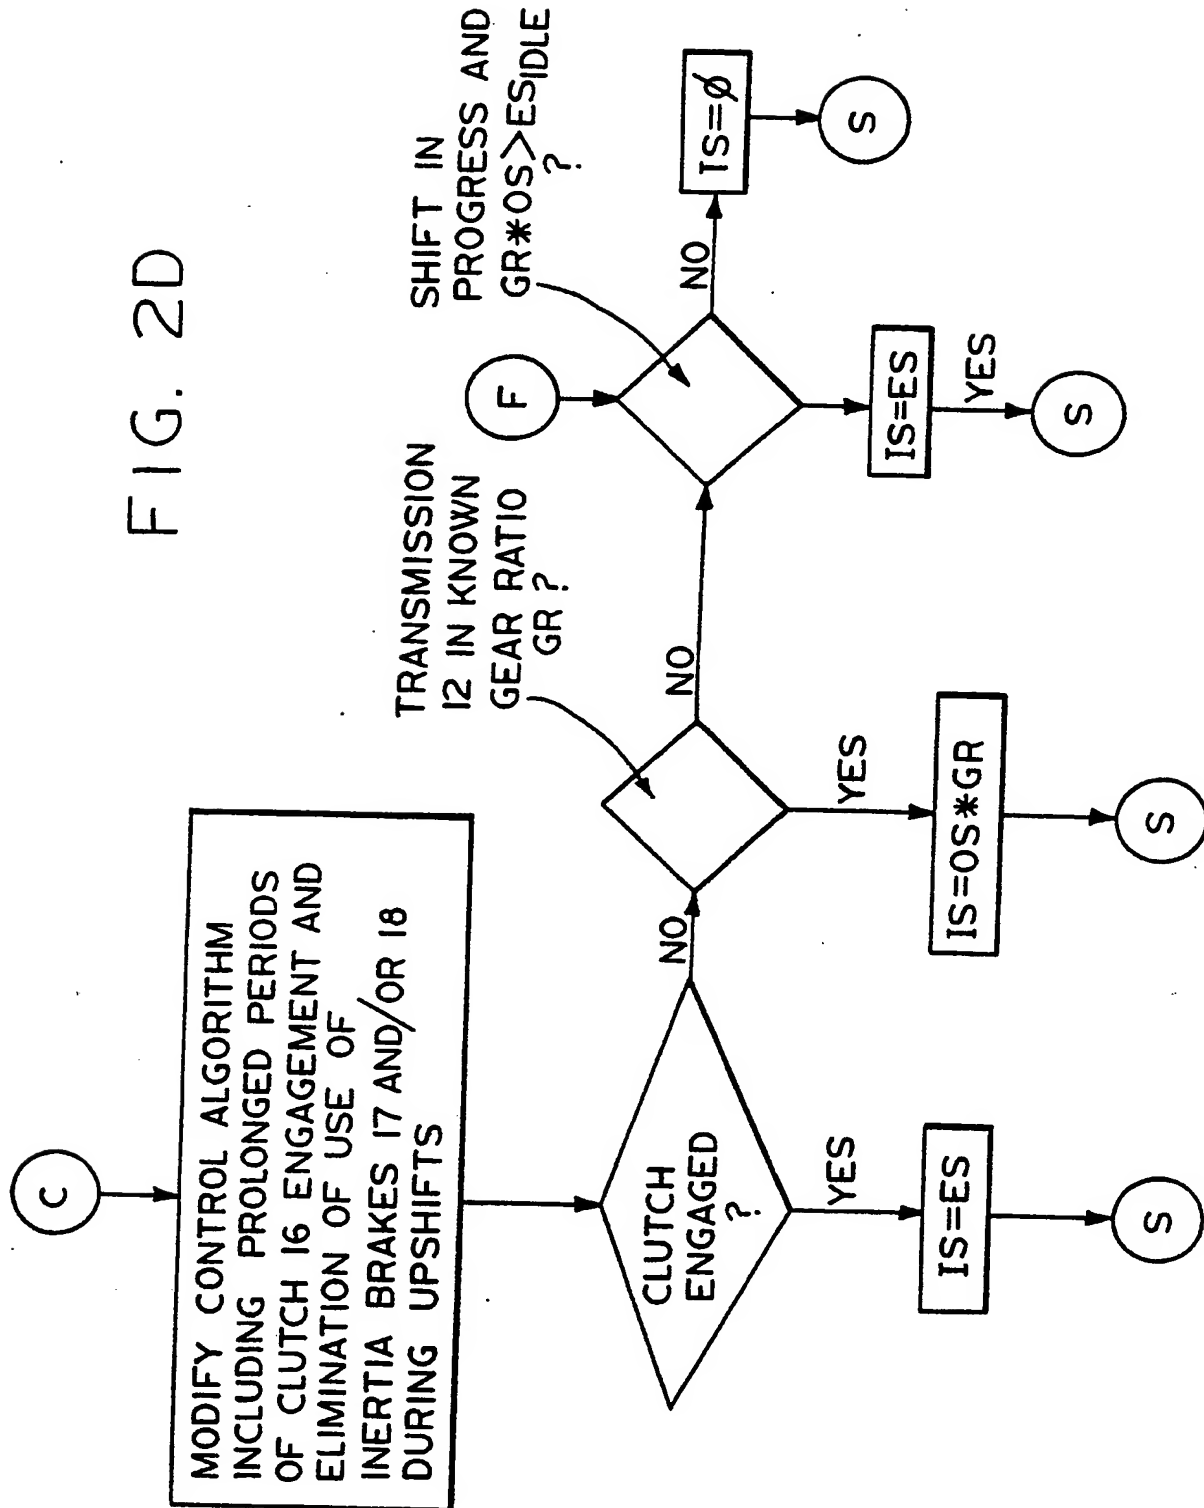 FIG. 2D
C
MODIFY CONTROL ALGORITHM
INCLUDING PROLONGED PERIODS
OF CLUTCH 16 ENGAGEMENT AND
ELIMINATION OF USE OF
INERTIA BRAKES 17 AND/OR 18
DURING UPSHIFTS
CLUTCH
ENGAGED
?
YES
IS=ES
S
NO
TRANSMISSION
12 IN KNOWN
GEAR RATIO
GR?
YES
IS=OS*GR
S
NO
F
SHIFT IN
PROGRESS AND
GR*OS>ESIDLE
?
IS=ES
YES
S
NO
TS=Ø
S